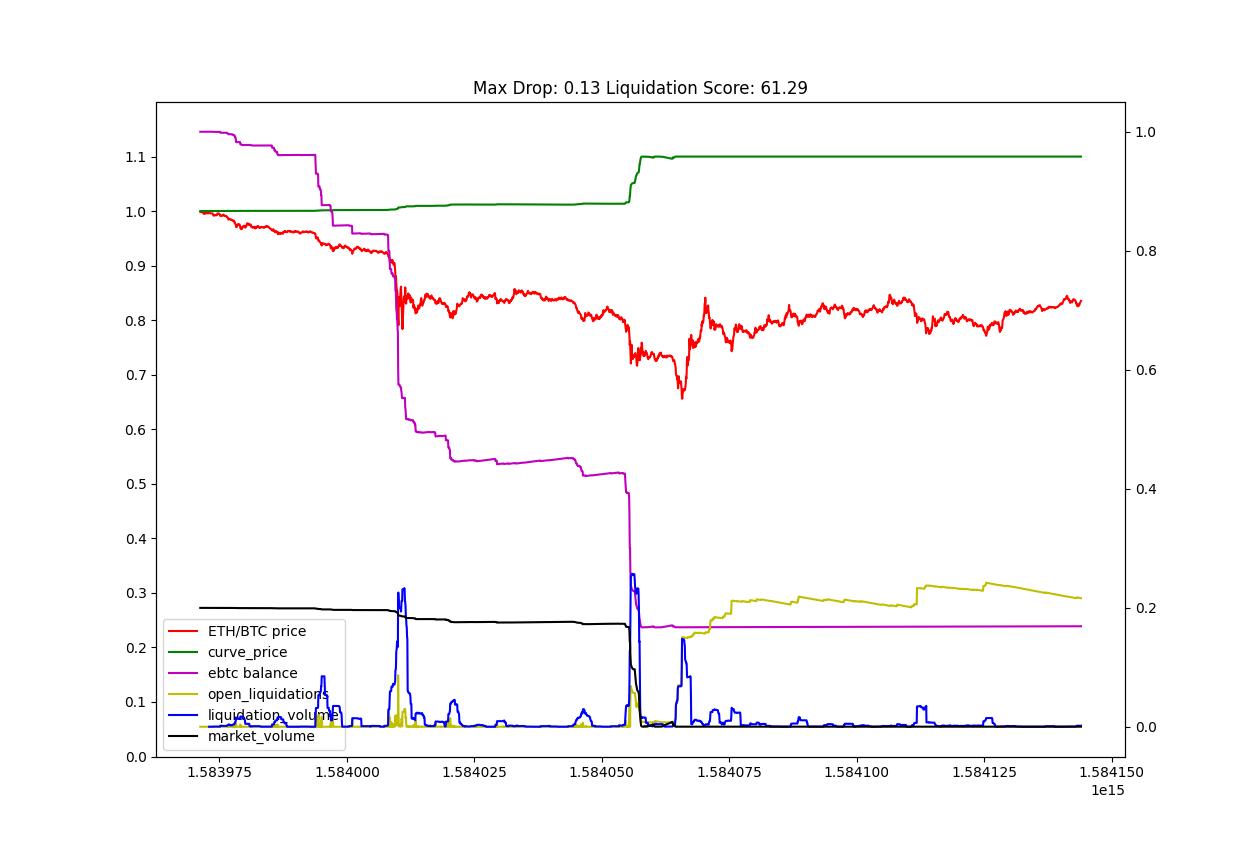 Max Drop: 0.13 Liquidation Score: 61.29
1.1
1.0
0.9
0.8
0.7
0.6
0.5
0.4
0.3
0.2
0.1
0.0
1.0
0.8
0.6
0.4
0.2
0.0
ETH/BTC price
curve_price
ebtc balance
open_liquidations
liquidation_volume
market_volume
1.583975 1.584000 1.584025 1.584050 1.584075 1.584100 1.584125 1.584150
1e15